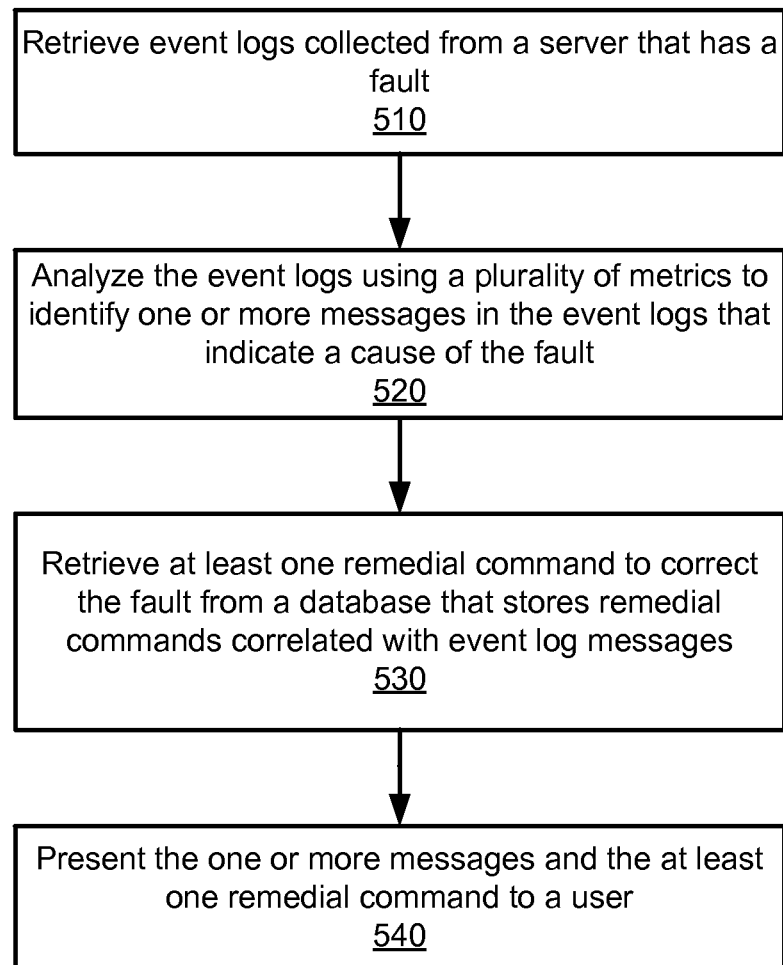 Retrieve event logs collected from a server that has a
fault
510
Analyze the event logs using a plurality of metrics to
identify one or more messages in the event logs that
indicate a cause of the fault
520
Retrieve at least one remedial command to correct
the fault from a database that stores remedial
commands correlated with event log messages
530
Present the one or more messages and the at least
one remedial command to a user
540